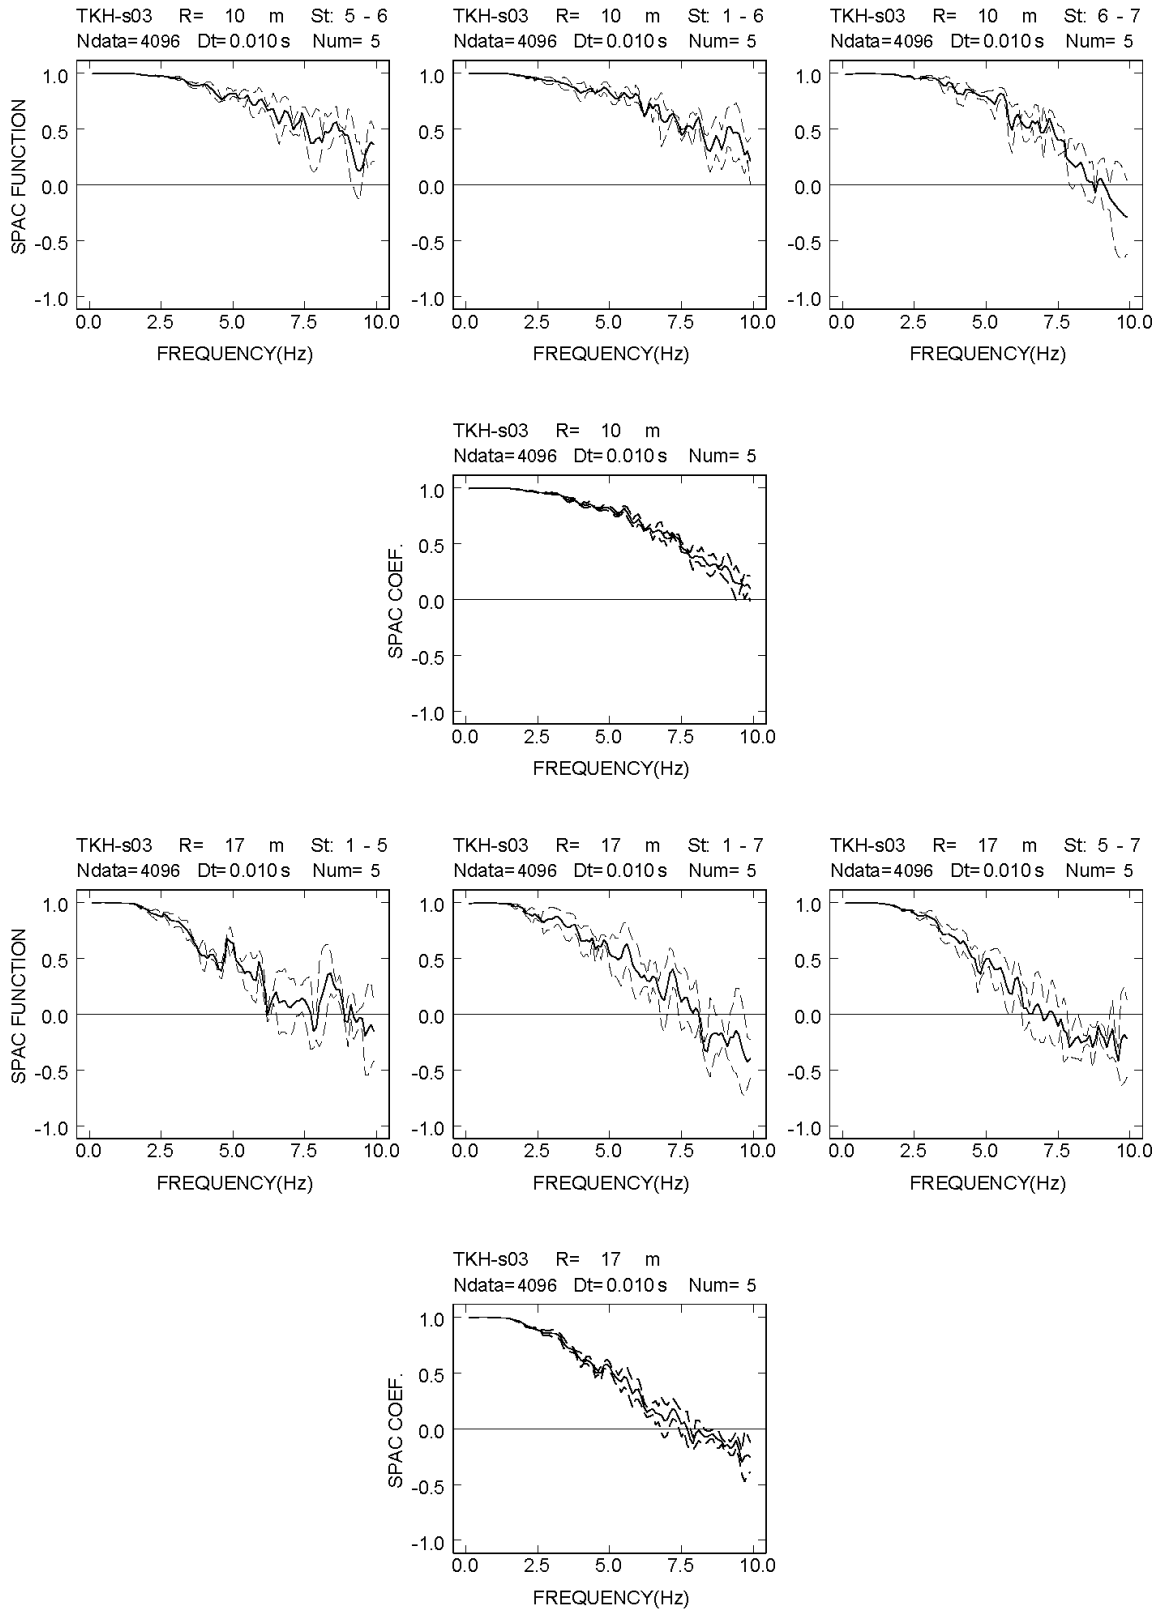 TKH-s03 R= 10 m St: 5 - 6
Ndata=4096 Dt=0.010 s Num= 5
TKH-s03 R= 10 m St: 1 - 6
Ndata=4096 Dt=0.010 s Num= 5
TKH-s03 R= 10 m St: 6 - 7
Ndata=4096 Dt=0.010 s Num= 5
SPAC FUNCTION
1.0
0.5
0.0
-0.5
-1.0
0.0 2.5 5.0 7.5 10.0
FREQUENCY(Hz)
1.0
0.5
0.0
-0.5
-1.0
0.0 2.5 5.0 7.5 10.0
FREQUENCY(Hz)
1.0
0.5
0.0
-0.5
-1.0
0.0 2.5 5.0 7.5 10.0
FREQUENCY(Hz)
TKH-s03 R= 10 m
Ndata=4096 Dt=0.010 s Num= 5
SPAC COEF.
1.0
0.5
0.0
-0.5
-1.0
0.0 2.5 5.0 7.5 10.0
FREQUENCY(Hz)
TKH-s03 R= 17 m St: 1 - 5
Ndata=4096 Dt=0.010 s Num= 5
TKH-s03 R= 17 m St: 1 - 7
Ndata=4096 Dt=0.010 s Num= 5
TKH-s03 R= 17 m St: 5 - 7
Ndata=4096 Dt=0.010 s Num= 5
SPAC FUNCTION
1.0
0.5
0.0
-0.5
-1.0
0.0 2.5 5.0 7.5 10.0
FREQUENCY(Hz)
1.0
0.5
0.0
-0.5
-1.0
0.0 2.5 5.0 7.5 10.0
FREQUENCY(Hz)
1.0
0.5
0.0
-0.5
-1.0
0.0 2.5 5.0 7.5 10.0
FREQUENCY(Hz)
TKH-s03 R= 17 m
Ndata=4096 Dt=0.010 s Num= 5
SPAC COEF.
1.0
0.5
0.0
-0.5
-1.0
0.0 2.5 5.0 7.5 10.0
FREQUENCY(Hz)